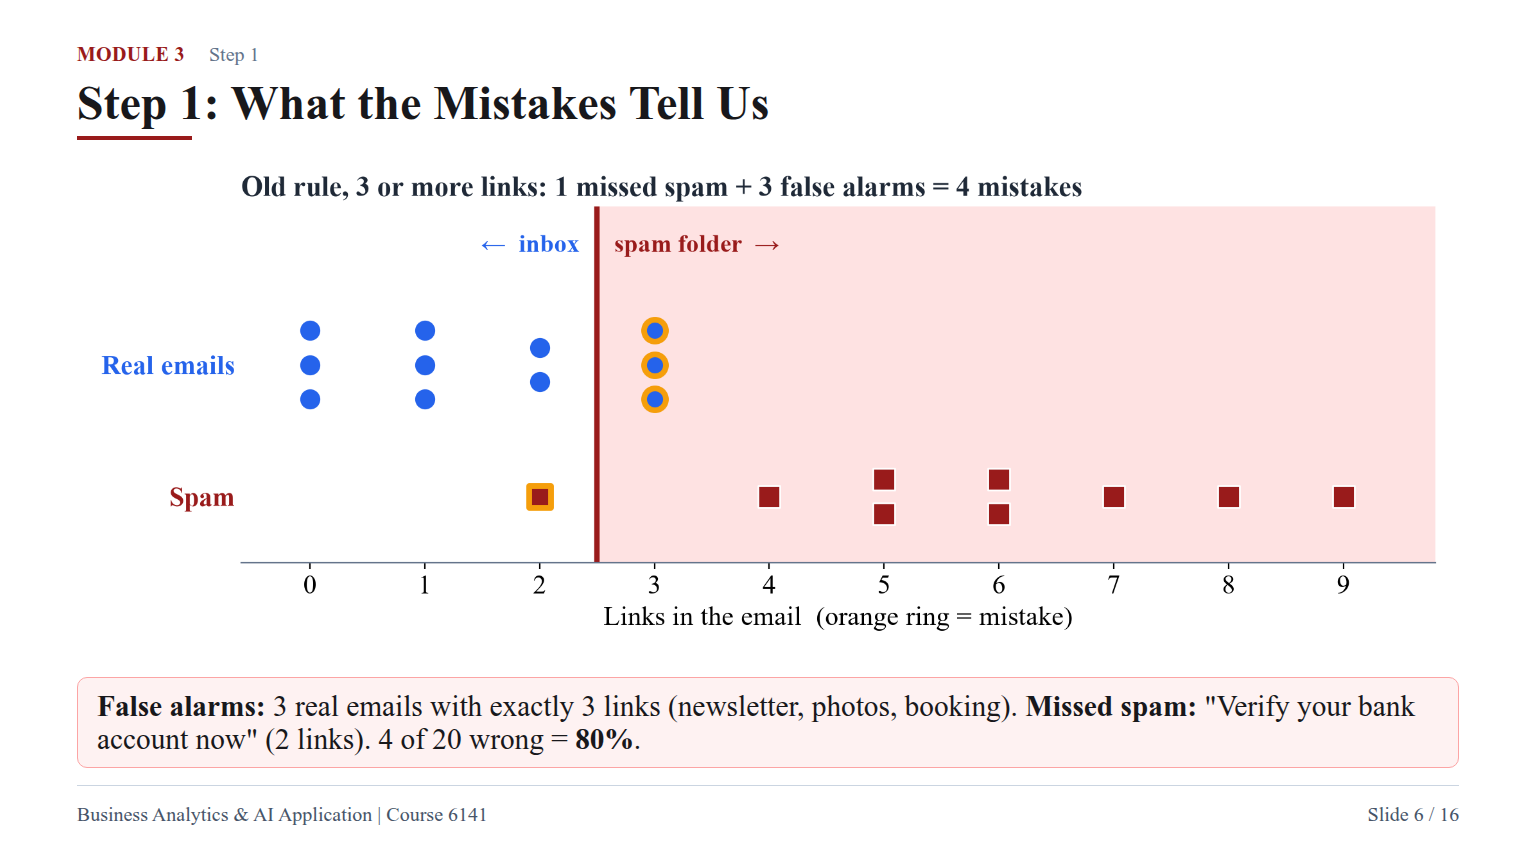 MODULE 3 Step 1
Step 1: What the Mistakes Tell Us
Old rule, 3 or more links: 1 missed spam + 3 false alarms = 4 mistakes
← inbox spam folder →
Real emails
Spam
0 1 2 3 4 5 6 7 8 9
Links in the email (orange ring = mistake)
False alarms: 3 real emails with exactly 3 links (newsletter, photos, booking). Missed spam: "Verify your bank
account now" (2 links). 4 of 20 wrong = 80%.
Business Analytics & AI Application | Course 6141 Slide 6 / 16